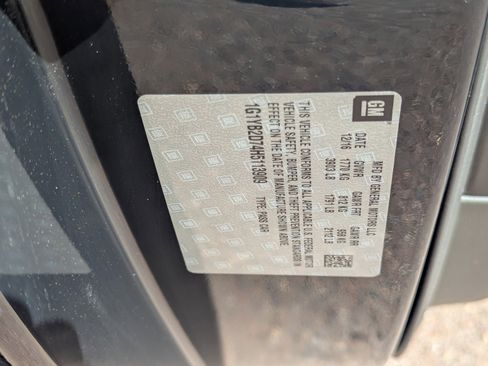 GM
MFD BY GENERAL MOTORS LLC
DATE GVWR GAWR FRT GAWR RR
12/16 1770 KG 812 KG 958 KG
3903 LB 1791 LB 2112 LB
THIS VEHICLE CONFORMS TO ALL APPLICABLE U.S. FEDERAL MOTOR
VEHICLE SAFETY, BUMPER, AND THEFT PREVENTION STANDARDS IN
EFFECT ON THE DATE OF MANUFACTURE SHOWN ABOVE.
1G1YB2D74H5113909 TYPE: PASS CAR